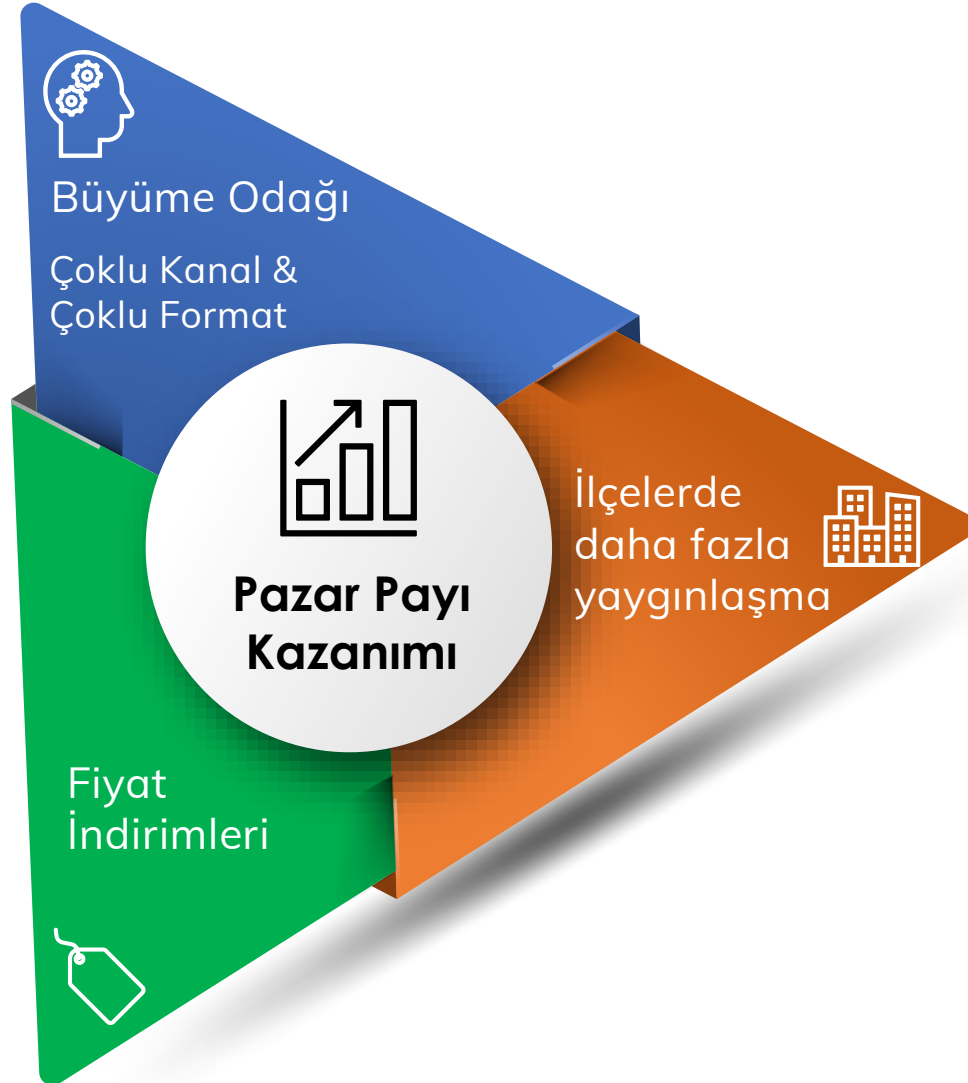 Büyüme Odağı
Çoklu Kanal &
Çoklu Format
Pazar Payı
Kazanımı
İlçelerde
daha fazla
yaygınlaşma
Fiyat
İndirimleri